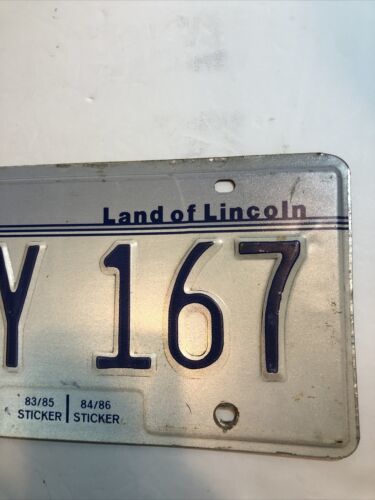 Land of Lincoln
Y 167
83/85 | 84/86
STICKER | STICKER